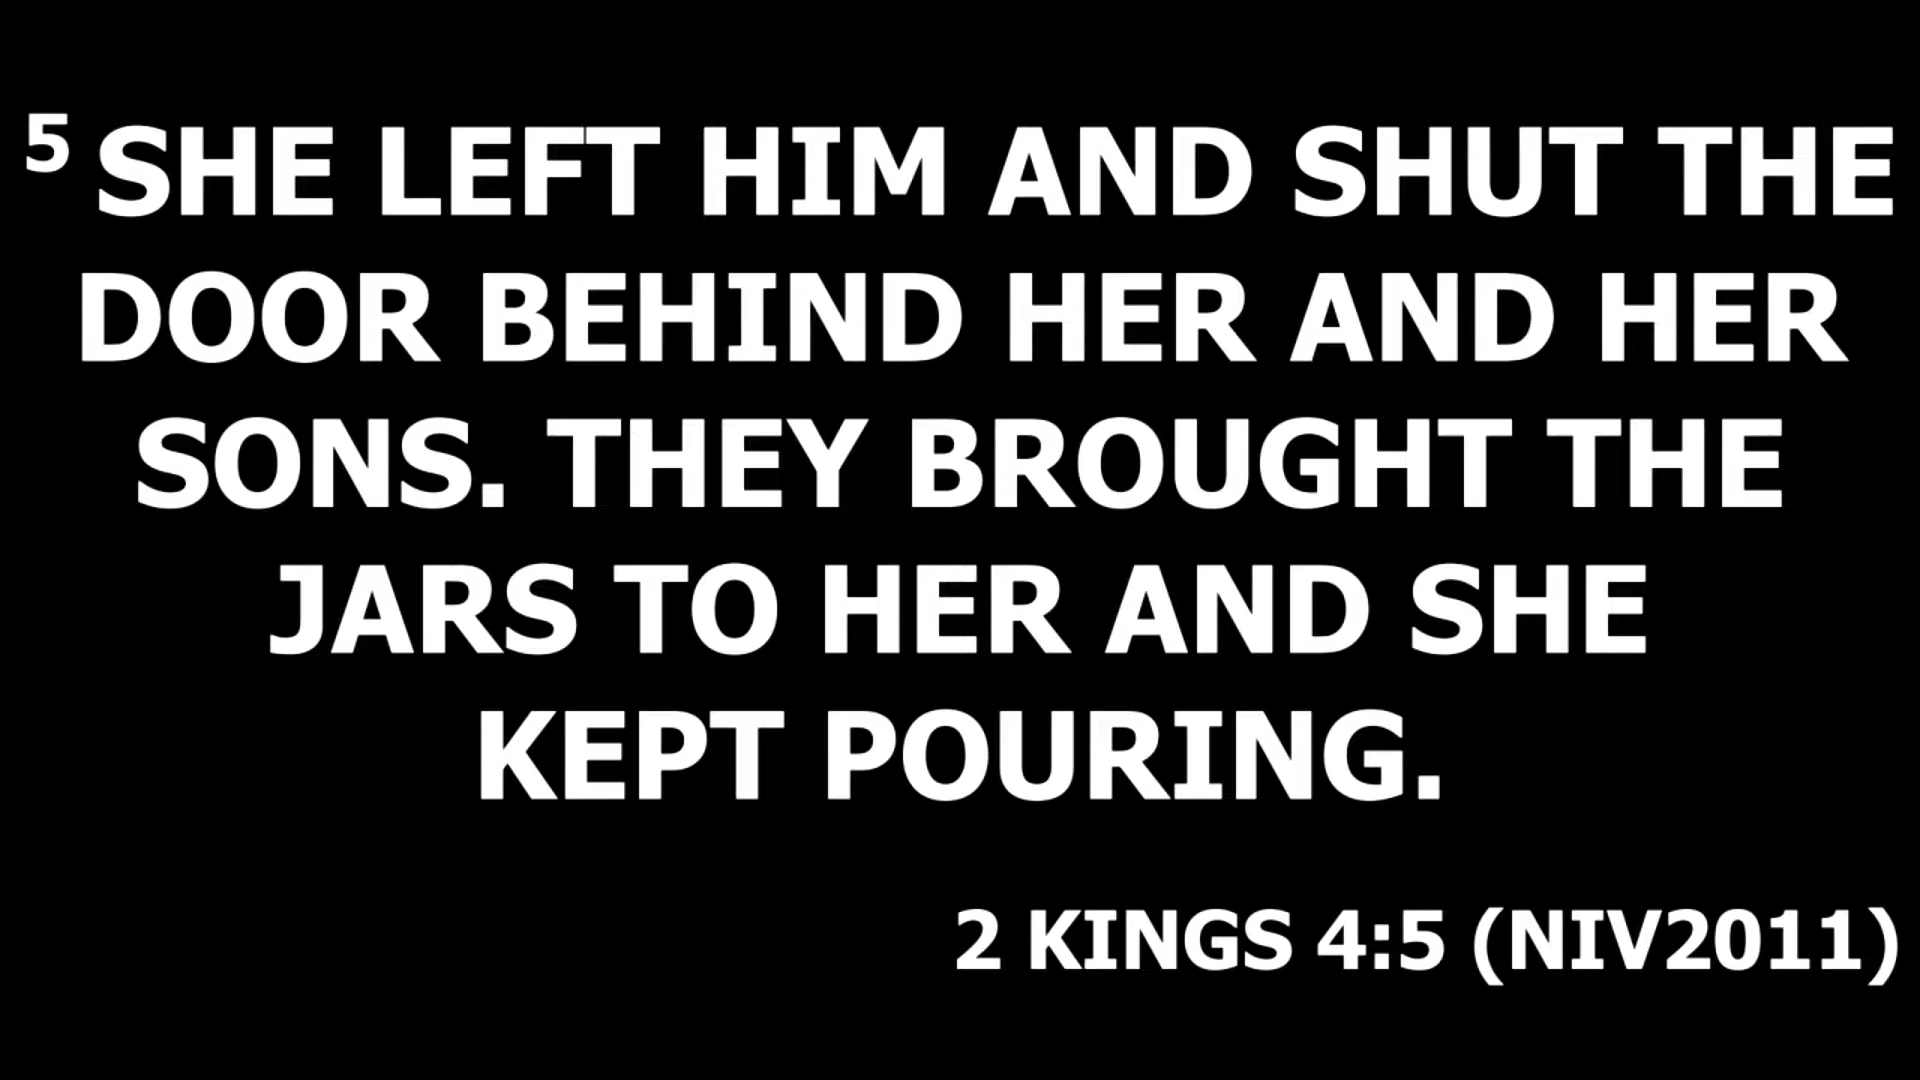 5 SHE LEFT HIM AND SHUT THE
DOOR BEHIND HER AND HER
SONS. THEY BROUGHT THE
JARS TO HER AND SHE
KEPT POURING.
2 KINGS 4:5 (NIV2011)